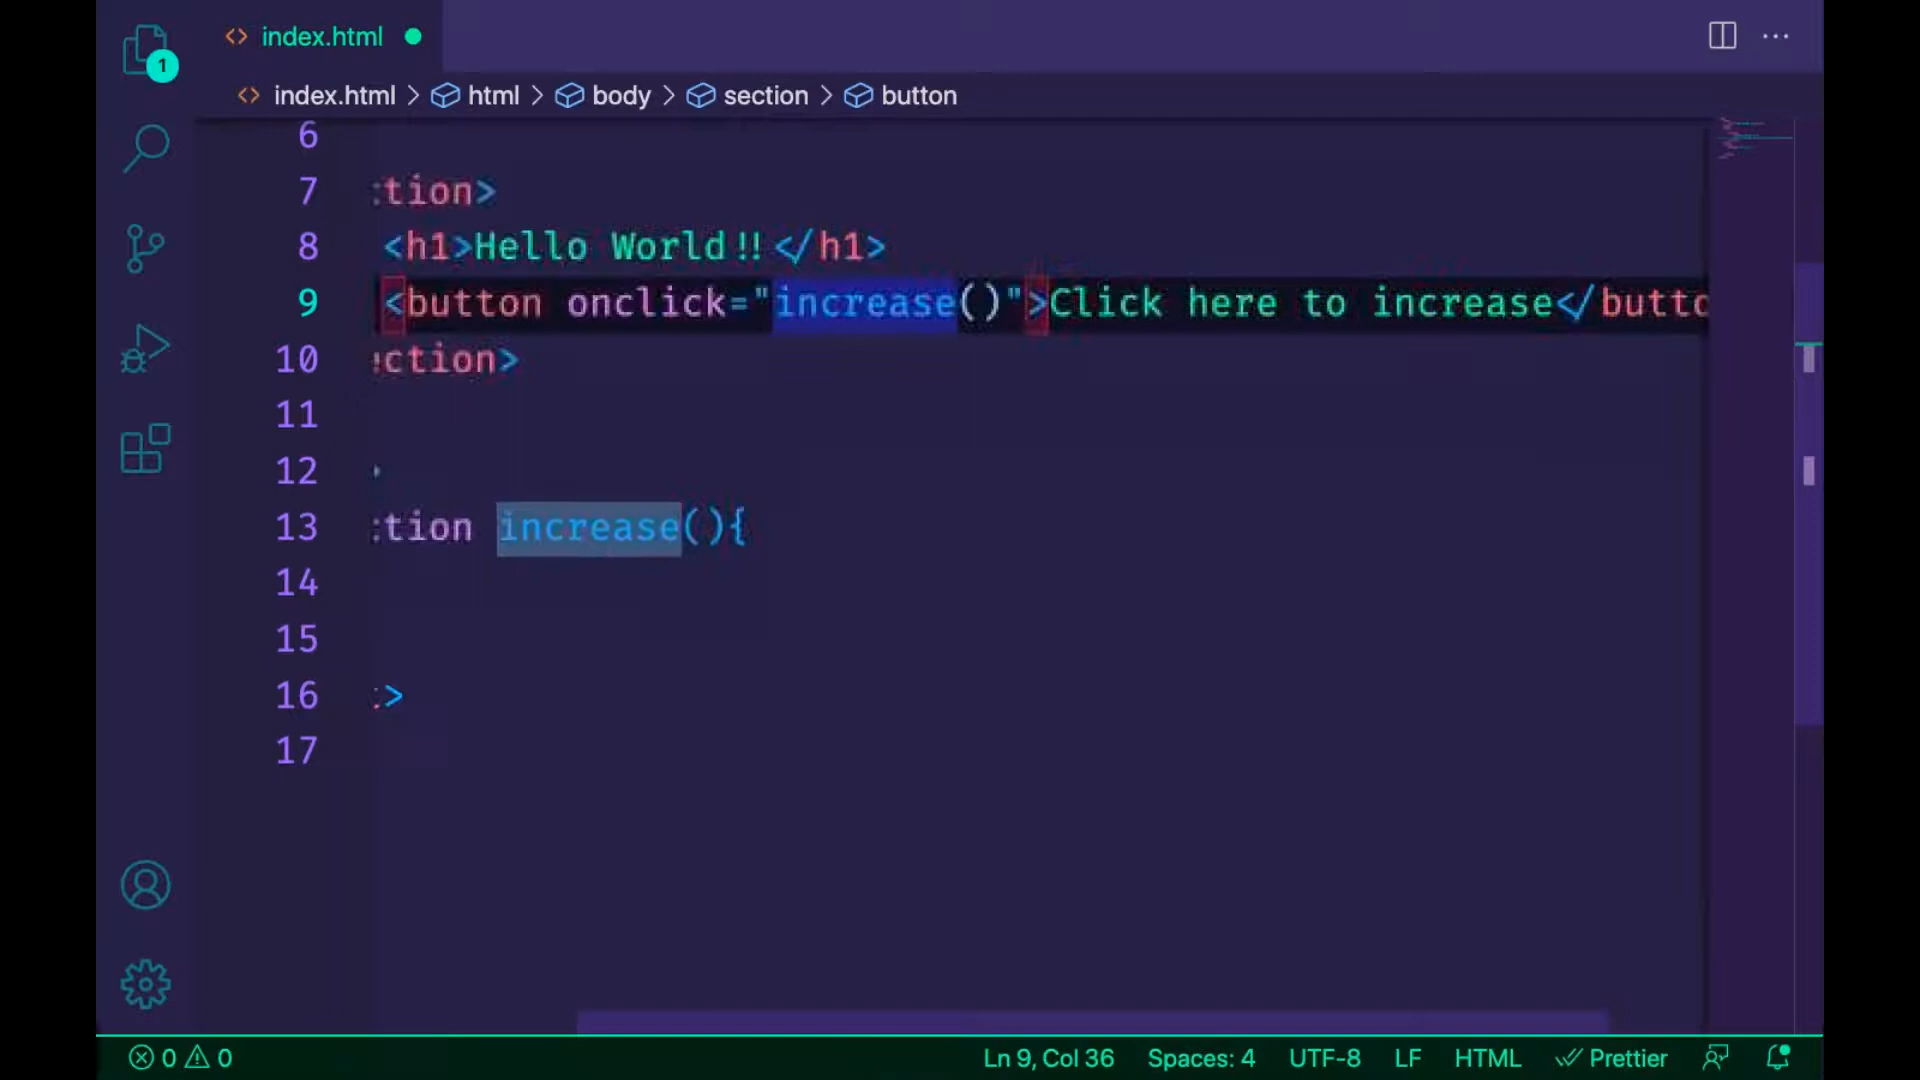 index.html
1
index.html > html > body > section > button
6
7 tion>
8 <h1>Hello World!!</h1>
9 <button onclick="increase()">Click here to increase</butto
10 ction>
11
12
13 tion increase(){
14
15
16 >
17
0 0 Ln 9, Col 36 Spaces: 4 UTF-8 LF HTML Prettier